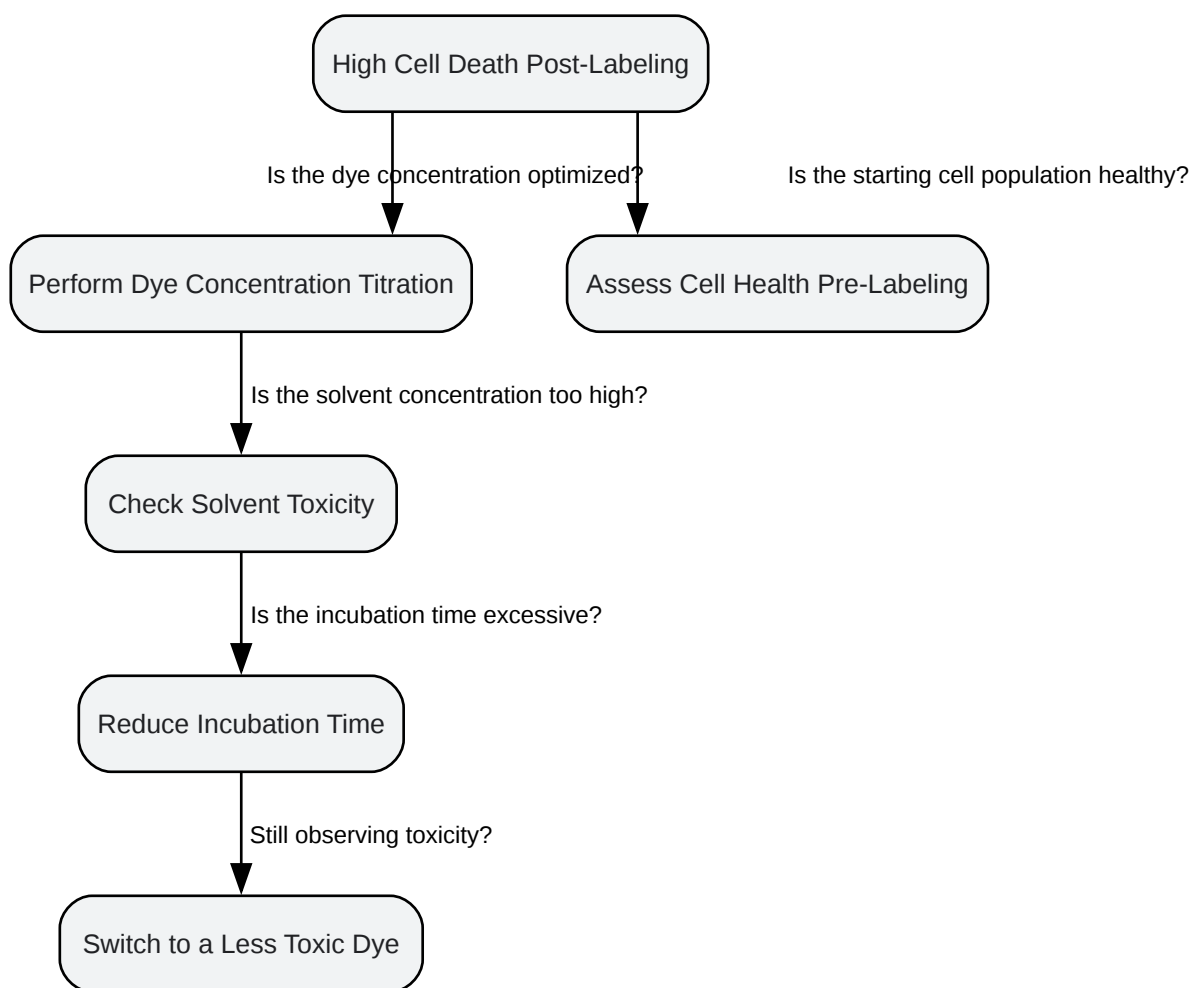 High Cell Death Post-Labeling
Is the dye concentration optimized?
Is the starting cell population healthy?
Perform Dye Concentration Titration
Assess Cell Health Pre-Labeling
Is the solvent concentration too high?
Check Solvent Toxicity
Is the incubation time excessive?
Reduce Incubation Time
Still observing toxicity?
Switch to a Less Toxic Dye